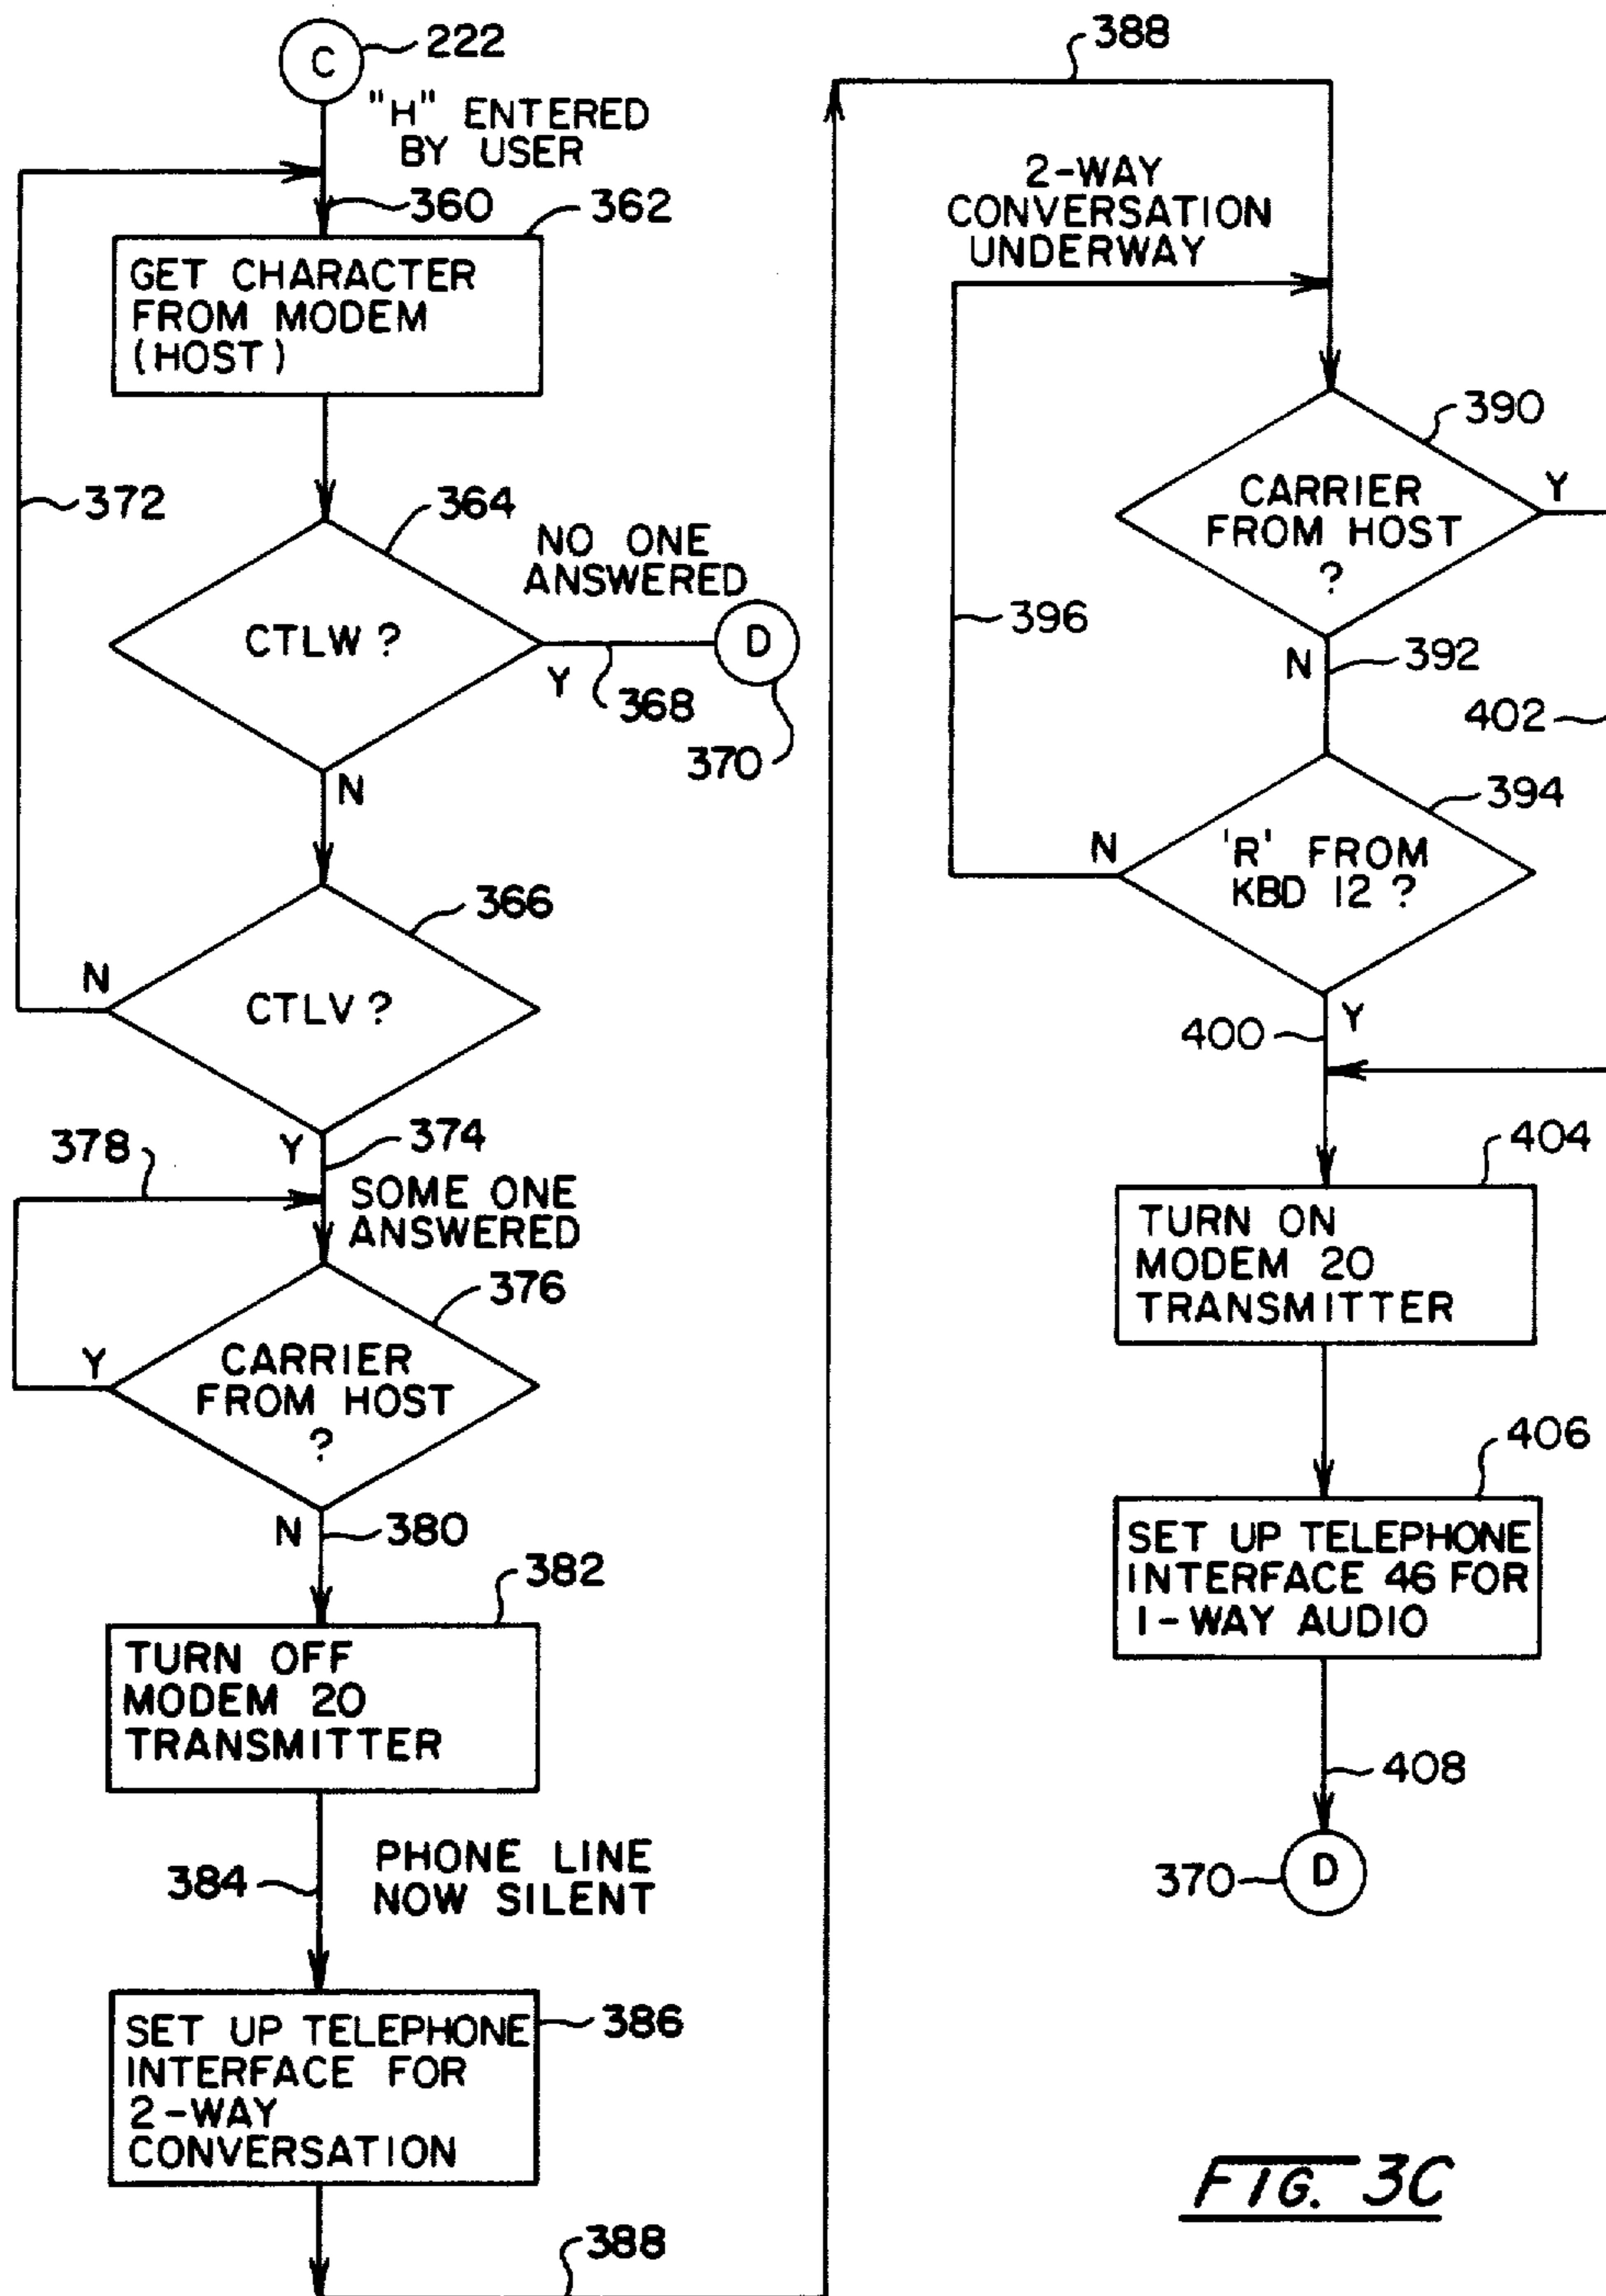 C
222
"H" ENTERED
BY USER
360
362
GET CHARACTER
FROM MODEM
(HOST)
372
364
NO ONE
ANSWERED
CTLW ?
D
Y
368
370
N
366
N
CTLV ?
Y
374
378
SOME ONE
ANSWERED
376
Y
CARRIER
FROM HOST
?
N
380
382
TURN OFF
MODEM 20
TRANSMITTER
384
PHONE LINE
NOW SILENT
386
SET UP TELEPHONE
INTERFACE FOR
2-WAY
CONVERSATION
388
388
2-WAY
CONVERSATION
UNDERWAY
390
CARRIER
FROM HOST
?
Y
396
N
392
402
394
N
'R' FROM
KBD 12 ?
Y
400
404
TURN ON
MODEM 20
TRANSMITTER
406
SET UP TELEPHONE
INTERFACE 46 FOR
1-WAY AUDIO
408
370
D
FIG. 3C